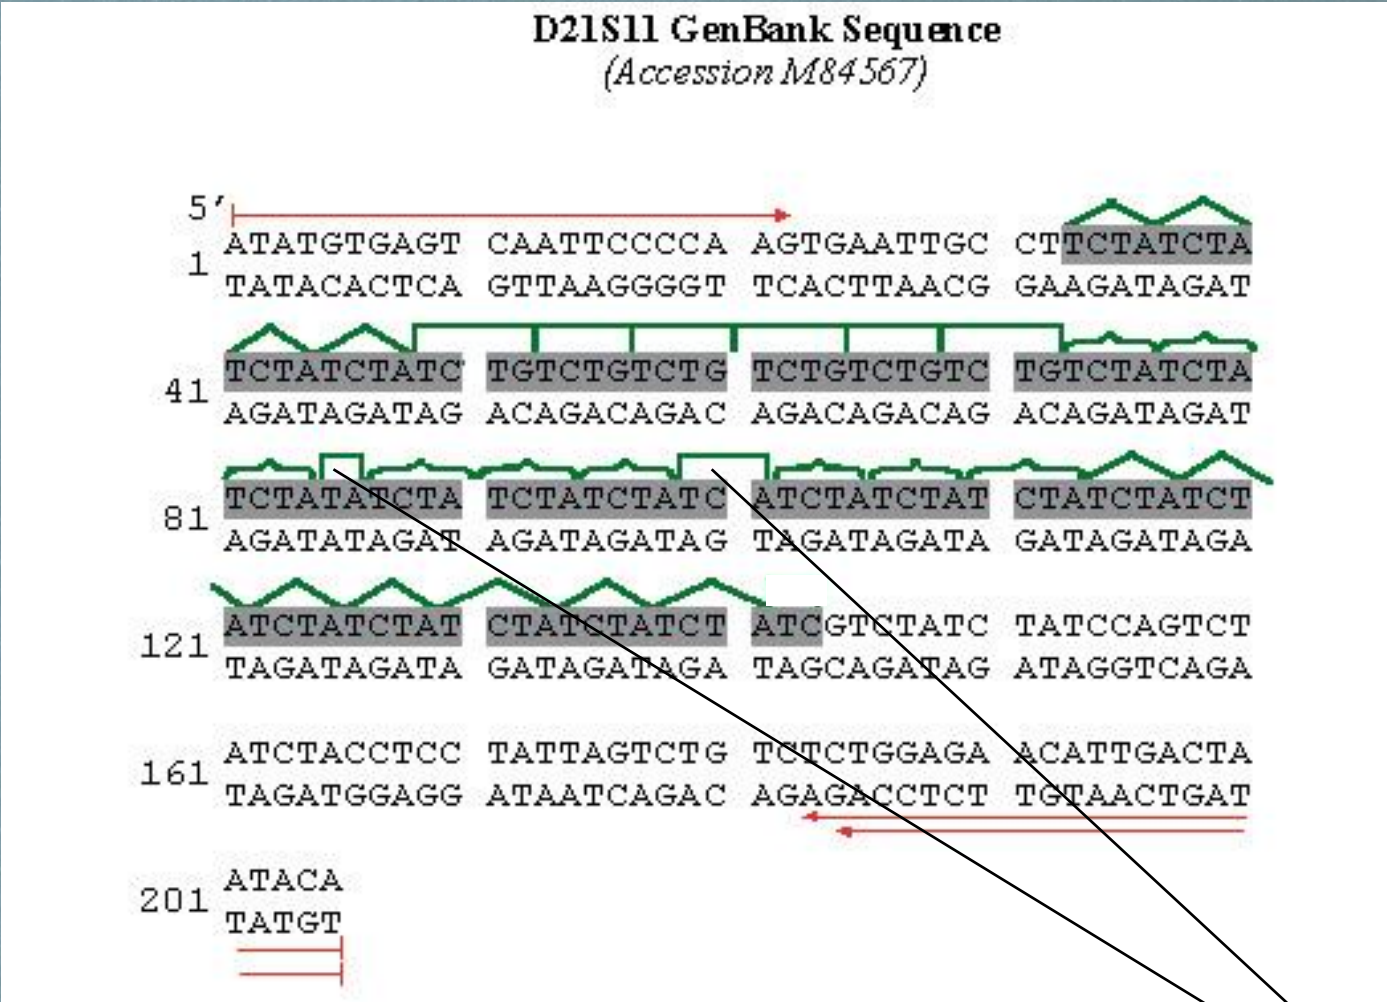 D21S11 GenBank Sequence
(Accession M84567)
5′
ATATGTGAGT CAATTCCCCA AGTGAATTGC CTTCTATCTA
1
TATACACTCA GTTAAGGGGT TCACTTAACG GAAGATAGAT
TCTATCTATC TGTCTGTCTG TCTGTCTGTC TGTCTATCTA
41
AGATAGATAG ACAGACAGAC AGACAGACAG ACAGATAGAT
TCTATATCTA TCTATCTATC ATCTATCTAT CTATCTATCT
81
AGATATAGAT AGATAGATAG TAGATAGATA GATAGATAGA
ATCTATCTAT CTATCTATCT ATCGTCTATC TATCCAGTCT
121
TAGATAGATA GATAGATAGA TAGCAGATAG ATAGGTCAGA
ATCTACCTCC TATTAGTCTG TCTCTGGAGA ACATTGACTA
161
TAGATGGAGG ATAATCAGAC AGAGACCTCT TGTAACTGAT
ATACA
201
TATGT